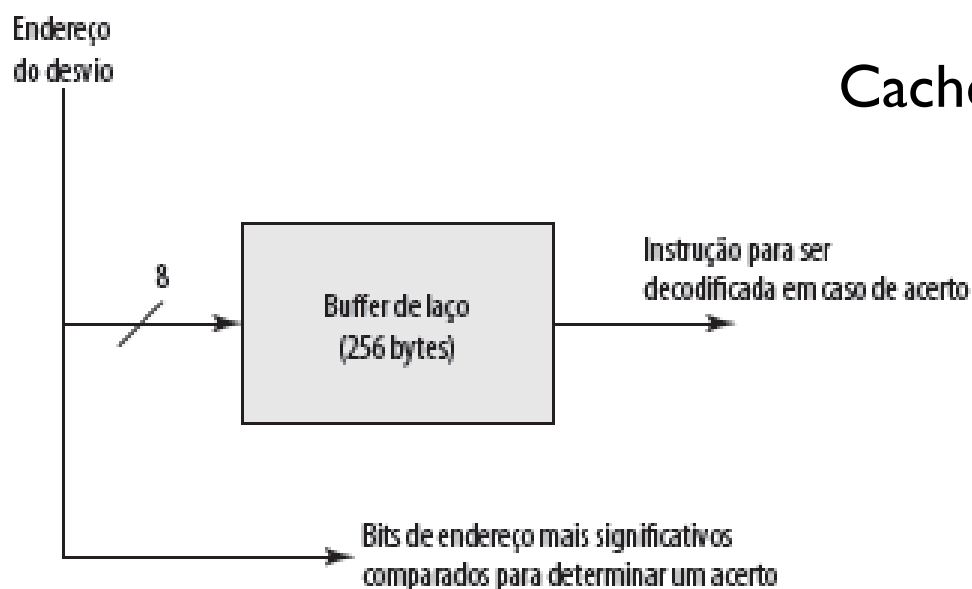 Endereço
do desvio
Cache
8
Instrução para ser
decodificada em caso de acerto
Buffer de laço
(256 bytes)
Bits de endereço mais significativos
comparados para determinar um acerto